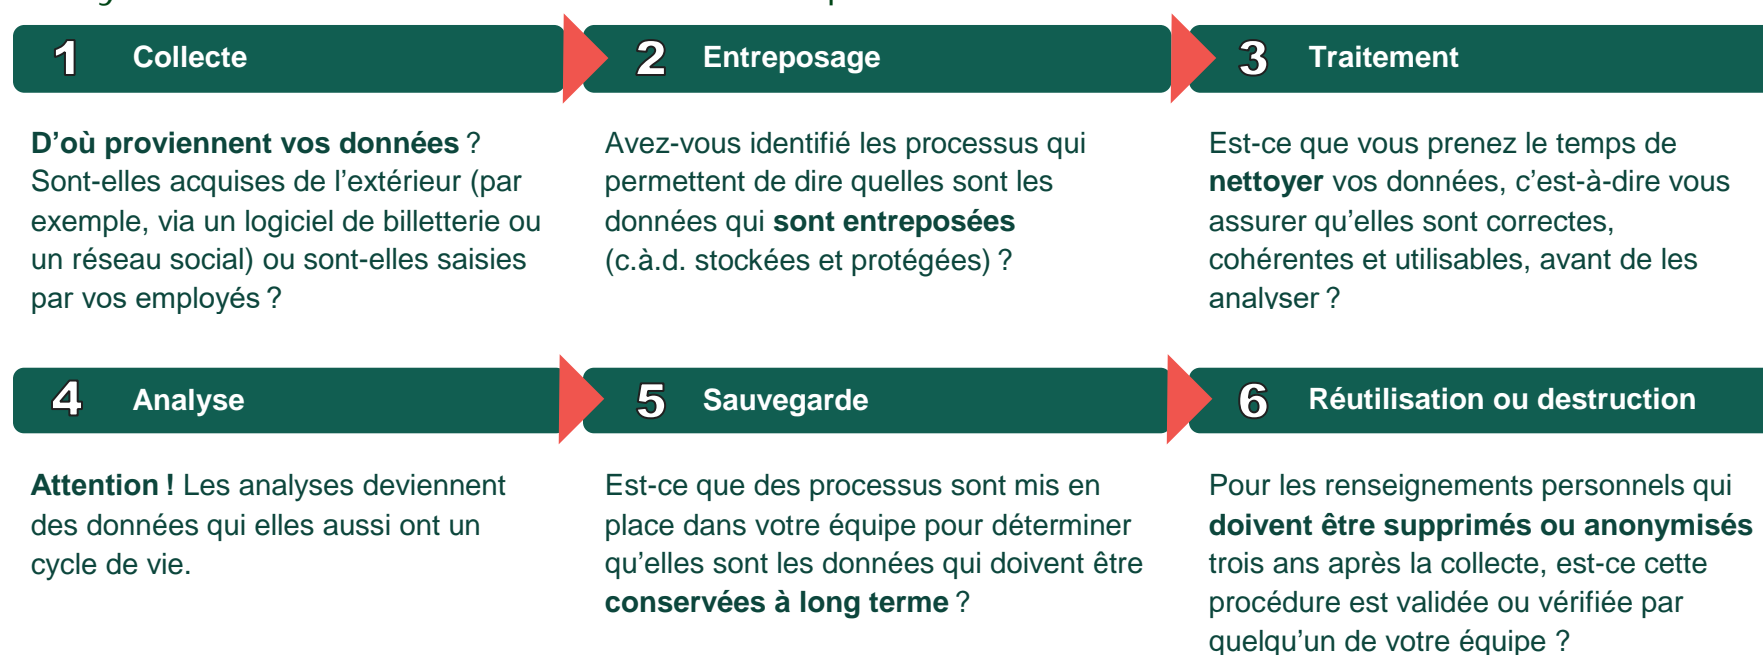 1 Collecte
2 Entreposage
3 Traitement
D’où proviennent vos données ?
Sont-elles acquises de l’extérieur (par
exemple, via un logiciel de billetterie ou
un réseau social) ou sont-elles saisies
par vos employés ?
Avez-vous identifié les processus qui
permettent de dire quelles sont les
données qui sont entreposées
(c.à.d. stockées et protégées) ?
Est-ce que vous prenez le temps de
nettoyer vos données, c’est-à-dire vous
assurer qu’elles sont correctes,
cohérentes et utilisables, avant de les
analyser ?
4 Analyse
5 Sauvegarde
6 Réutilisation ou destruction
Attention ! Les analyses deviennent
des données qui elles aussi ont un
cycle de vie.
Est-ce que des processus sont mis en
place dans votre équipe pour déterminer
qu’elles sont les données qui doivent être
conservées à long terme ?
Pour les renseignements personnels qui
doivent être supprimés ou anonymisés
trois ans après la collecte, est-ce cette
procédure est validée ou vérifiée par
quelqu’un de votre équipe ?